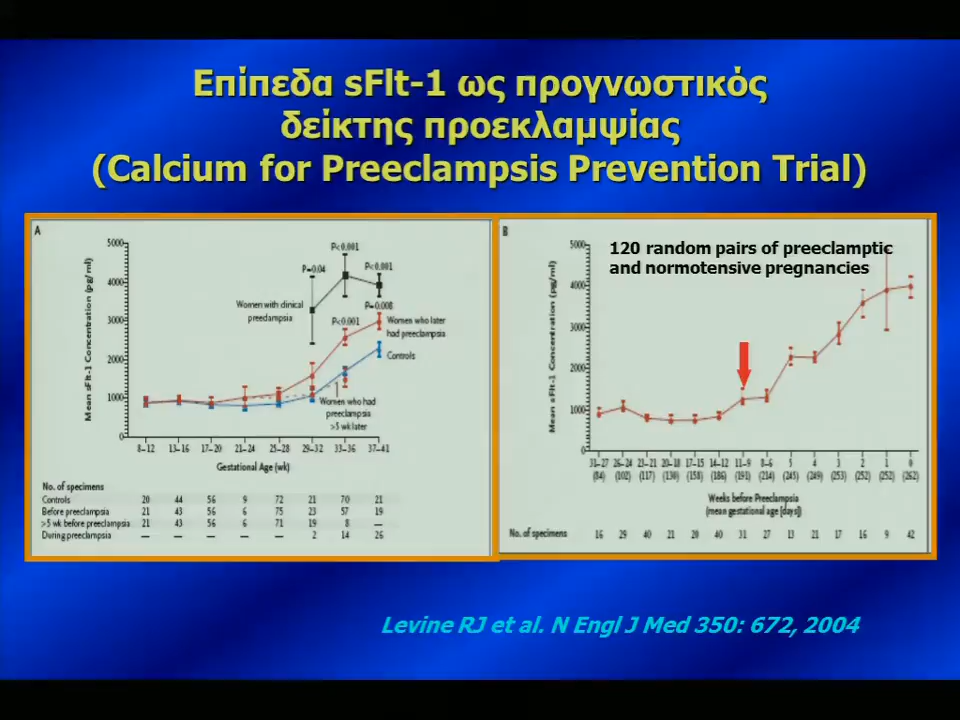 Επίπεδα sFlt-1 ως προγνωστικός
δείκτης προεκλαμψίας
(Calcium for Preeclampsis Prevention Trial)
A
Mean sFlt-1 Concentration (pg/ml)
5000
4000
3000
2000
1000
0
P<0.001
P=0.04
P<0.001
Women with clinical
preeclampsia
P=0.008
P<0.001
Women who later
had preeclampsia
Controls
Women who had
preeclampsia
>5 wk later
8–12 13–16 17–20 21–24 25–28 29–32 33–36 37–41
Gestational Age (wk)
No. of specimens
Controls 20 44 56 9 72 21 70 21
Before preeclampsia 21 43 56 6 75 23 57 19
>5 wk before preeclampsia 21 43 56 6 71 19 8 —
During preeclampsia — — — — — 2 14 26
B
120 random pairs of preeclamptic
and normotensive pregnancies
Mean sFlt-1 Concentration (pg/ml)
5000
4000
3000
2000
1000
0
31–27 26–24 23–21 20–18 17–15 14–12 11–9 8–6 5 4 3 2 1 0
(84) (102) (117) (130) (158) (186) (191) (214) (245) (249) (253) (252) (252) (262)
Weeks before Preeclampsia
(mean gestational age [days])
No. of specimens 16 29 40 21 20 40 31 27 13 21 17 16 9 42
Levine RJ et al. N Engl J Med 350: 672, 2004